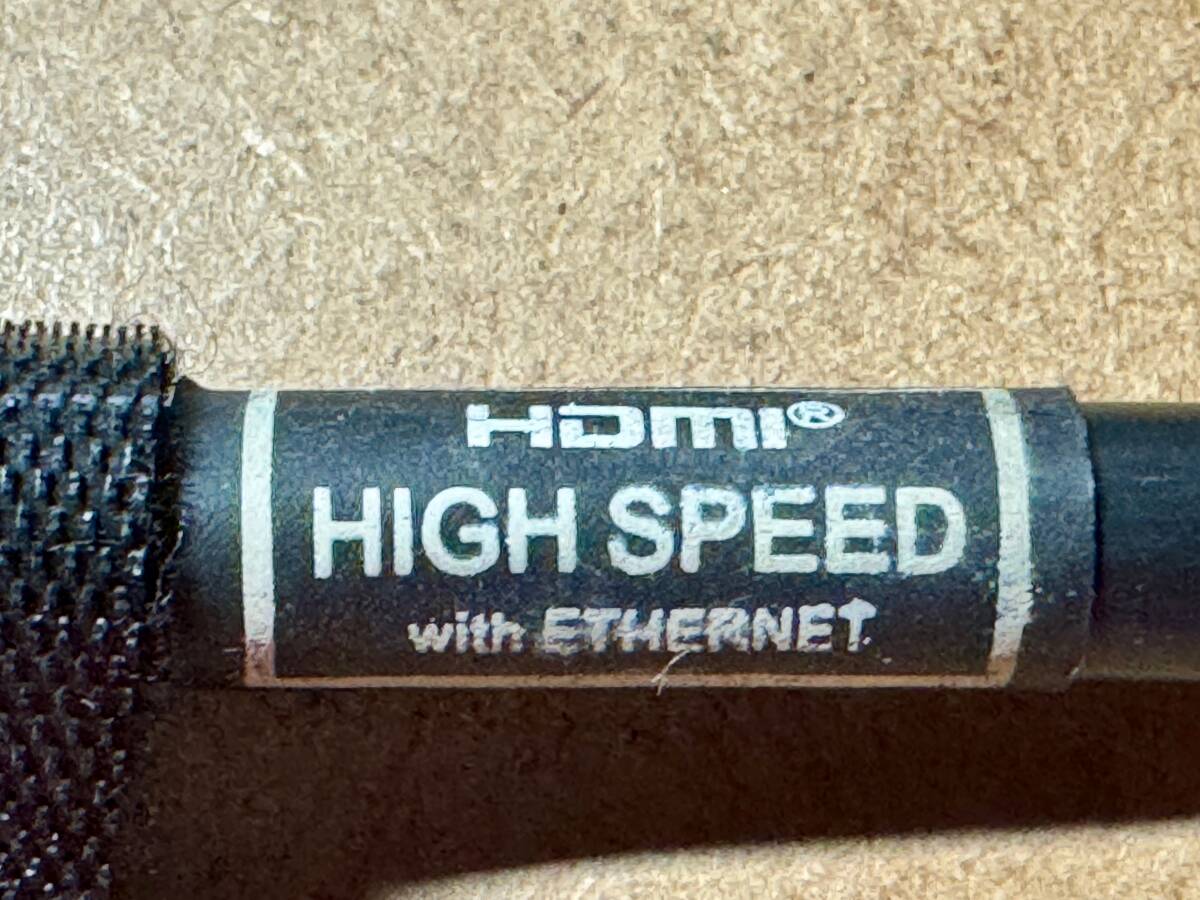 HDMI®
HIGH SPEED
with ETHERNET